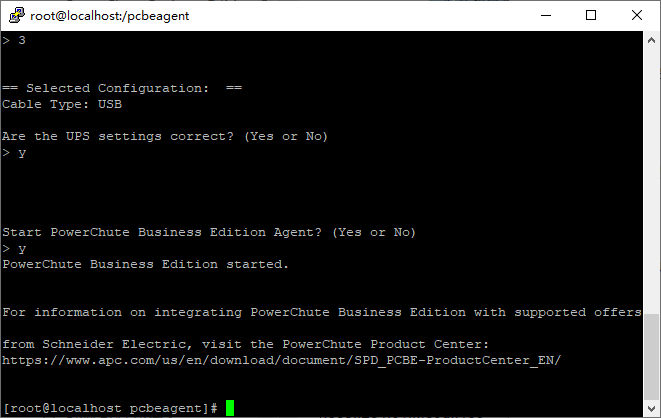 root@localhost:/pcbeagent
> 3
== Selected Configuration:  ==
Cable Type: USB
Are the UPS settings correct? (Yes or No)
> y
Start PowerChute Business Edition Agent? (Yes or No)
> y
PowerChute Business Edition started.
For information on integrating PowerChute Business Edition with supported offers
from Schneider Electric, visit the PowerChute Product Center:
https://www.apc.com/us/en/download/document/SPD_PCBE-ProductCenter_EN/
[root@localhost pcbeagent]#